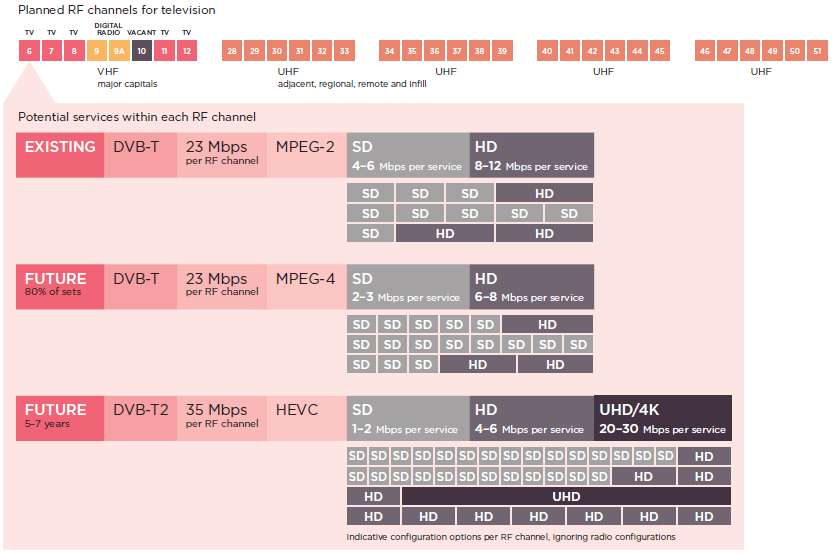 Planned RF channels for television
TV TV TV DIGITAL RADIO VACANT TV TV
6 7 8 9 9A 10 11 12 28 29 30 31 32 33 34 35 36 37 38 39 40 41 42 43 44 45 46 47 48 49 50 51
VHF UHF UHF UHF UHF
major capitals adjacent, regional, remote and infill
Potential services within each RF channel
EXISTING DVB-T 23 Mbps MPEG-2 SD HD
per RF channel 4–6 Mbps per service 8–12 Mbps per service
SD SD SD HD
SD SD SD SD SD
SD HD HD
FUTURE DVB-T 23 Mbps MPEG-4 SD HD
80% of sets per RF channel 2–3 Mbps per service 6–8 Mbps per service
SD SD SD SD SD HD
SD SD SD SD SD SD SD SD
SD SD SD HD HD
FUTURE DVB-T2 35 Mbps HEVC SD HD UHD/4K
5–7 years per RF channel 1–2 Mbps per service 4–6 Mbps per service 20–30 Mbps per service
SD SD SD SD SD SD SD SD SD SD SD SD SD SD SD HD
SD SD SD SD SD SD SD SD SD SD SD SD HD HD
HD UHD
HD HD HD HD HD HD HD
indicative configuration options per RF channel, ignoring radio configurations